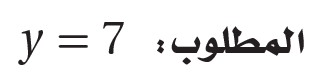 المطلوب: y = 7